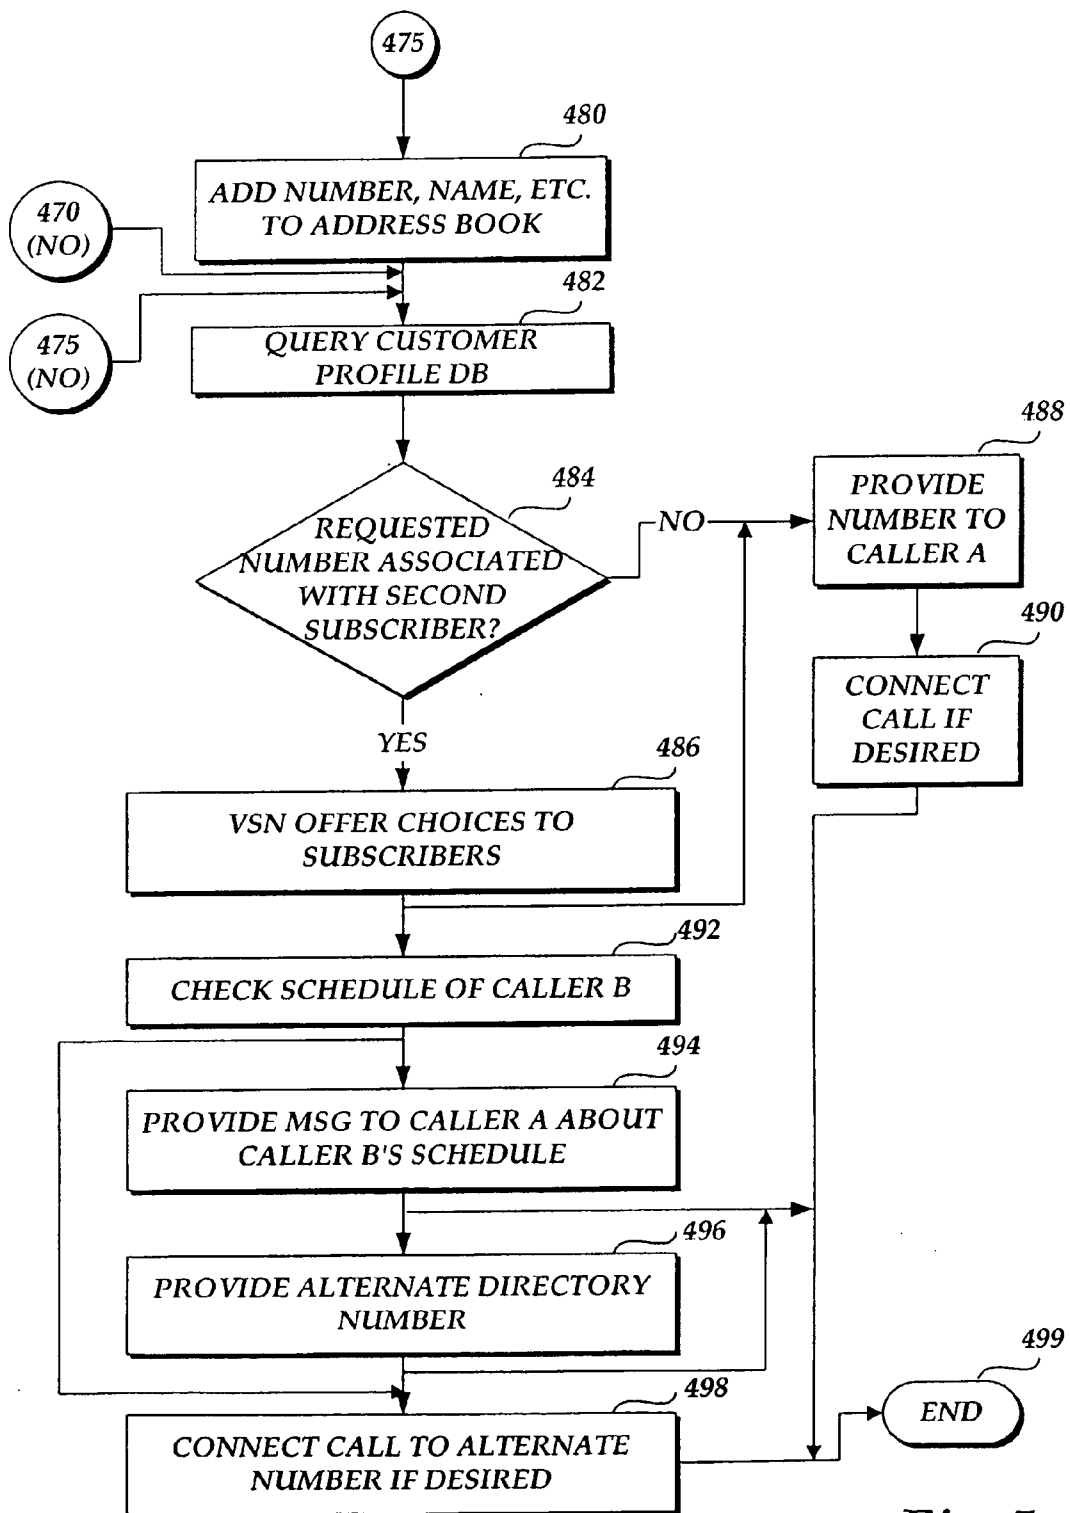 475
480
ADD NUMBER, NAME, ETC.
TO ADDRESS BOOK
470
(NO)
482
475
(NO)
QUERY CUSTOMER
PROFILE DB
484
REQUESTED
NUMBER ASSOCIATED
WITH SECOND
SUBSCRIBER?
NO
488
PROVIDE
NUMBER TO
CALLER A
490
CONNECT
CALL IF
DESIRED
YES
486
VSN OFFER CHOICES TO
SUBSCRIBERS
492
CHECK SCHEDULE OF CALLER B
494
PROVIDE MSG TO CALLER A ABOUT
CALLER B'S SCHEDULE
496
PROVIDE ALTERNATE DIRECTORY
NUMBER
498
CONNECT CALL TO ALTERNATE
NUMBER IF DESIRED
499
END